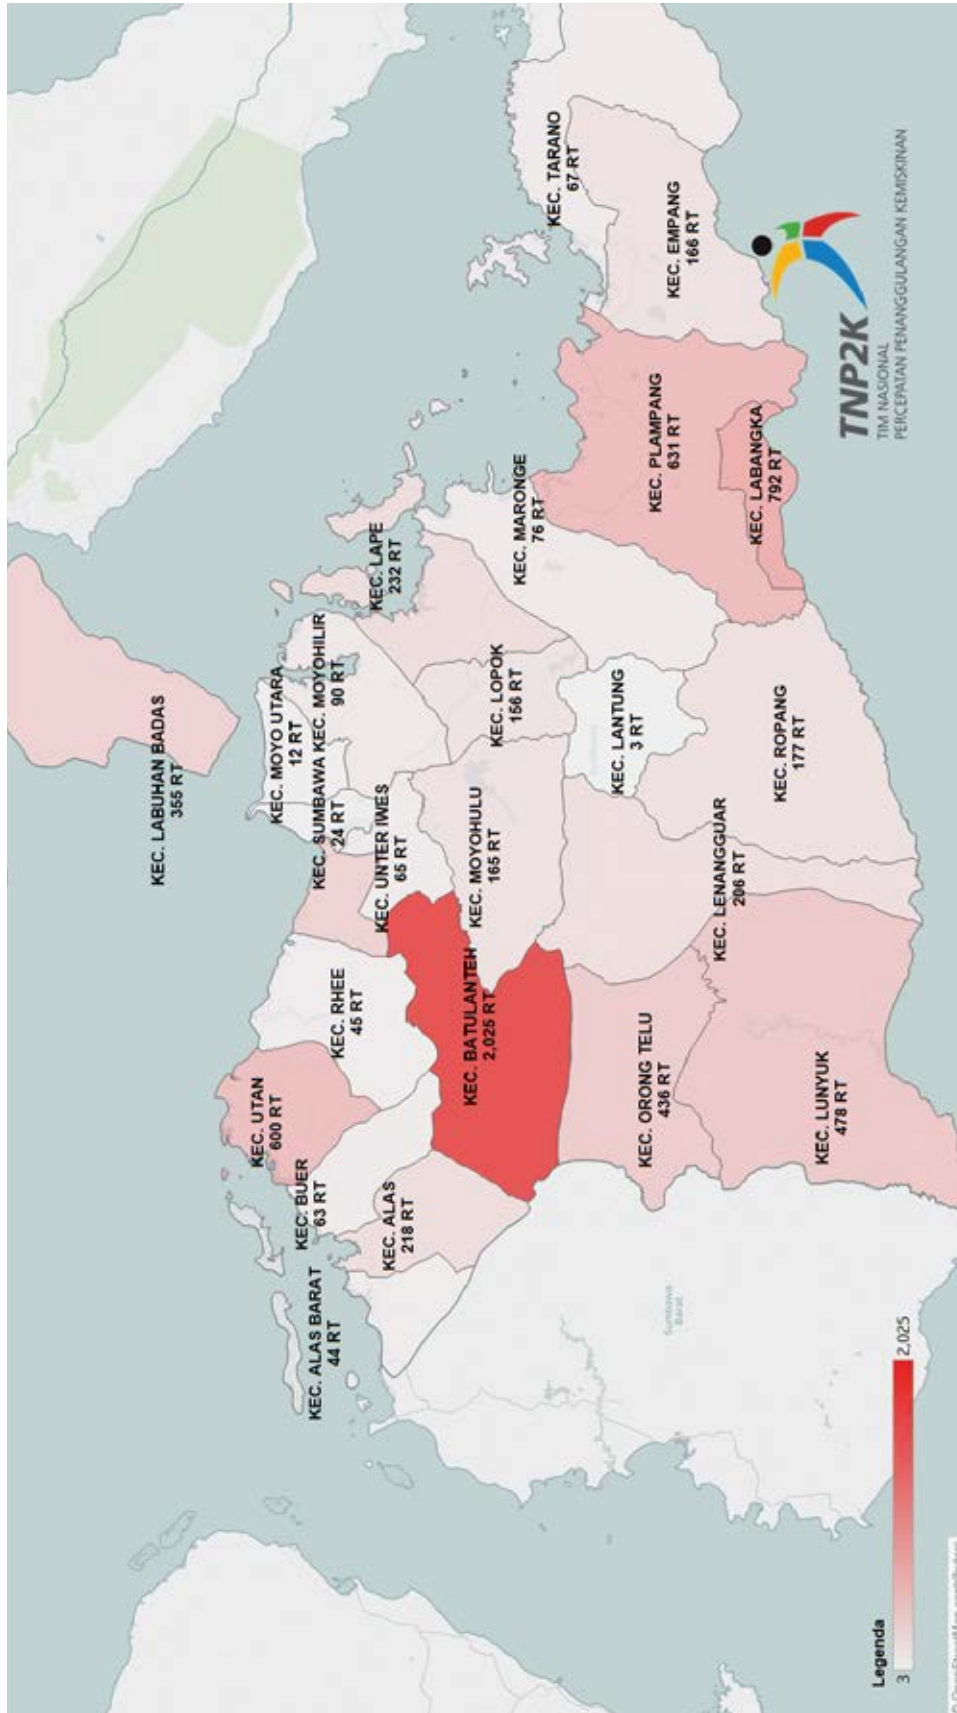 KEC. LABUHAN BADAS
355 RT
KEC. MOYO UTARA
12 RT
KEC. SUMBAWA
24 RT
KEC. MOYOHILIR
90 RT
KEC. LAPE
232 RT
KEC. TARANO
67 RT
KEC. UTAN
600 RT
KEC. RHEE
45 RT
KEC. UNTER IWES
65 RT
KEC. BUER
63 RT
KEC. ALAS BARAT
44 RT
KEC. ALAS
218 RT
KEC. BATULANTEH
2,025 RT
KEC. MOYOHULU
165 RT
KEC. LOPOK
156 RT
KEC. MARONGE
76 RT
KEC. EMPANG
166 RT
KEC. PLAMPANG
631 RT
KEC. LABANGKA
792 RT
KEC. LANTUNG
3 RT
KEC. ORONG TELU
436 RT
KEC. LENANGGUAR
206 RT
KEC. ROPANG
177 RT
KEC. LUNYUK
478 RT
Sumbawa
Barat
TNP2K
TIM NASIONAL
PERCEPATAN PENANGGULANGAN KEMISKINAN
Legenda
3
2,025